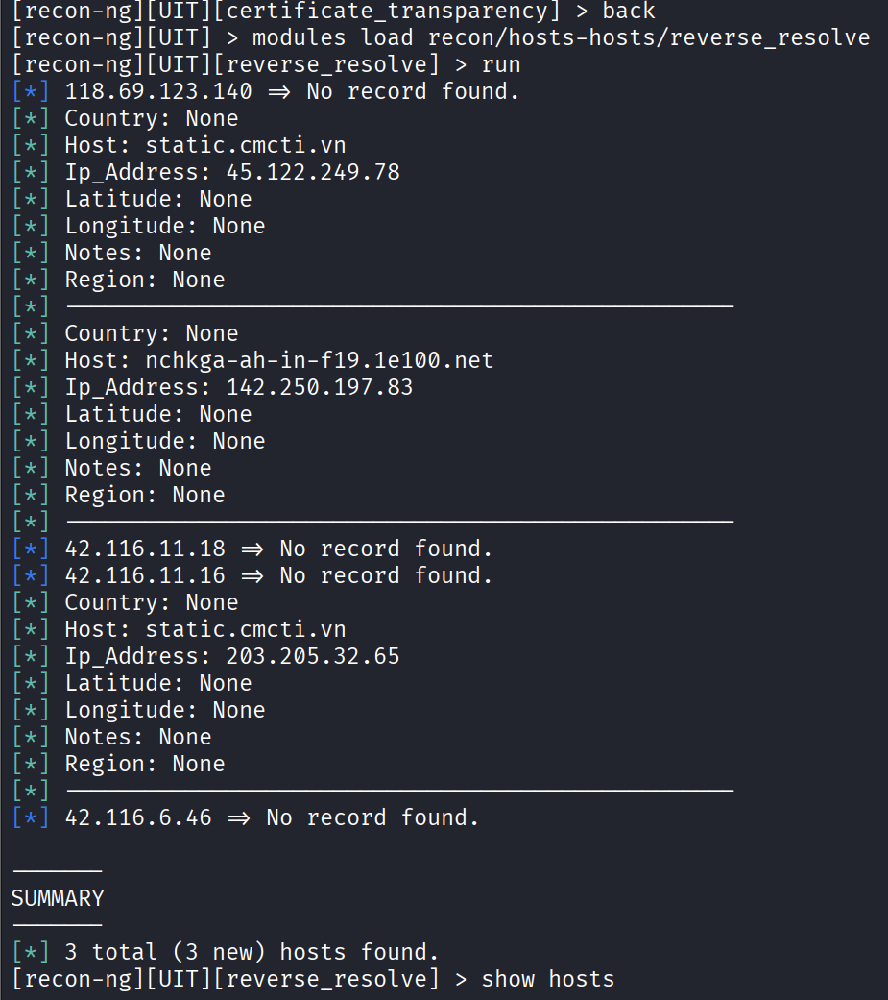 [recon-ng][UIT][certificate_transparency] > back
[recon-ng][UIT] > modules load recon/hosts-hosts/reverse_resolve
[recon-ng][UIT][reverse_resolve] > run
[*] 118.69.123.140 => No record found.
[*] Country: None
[*] Host: static.cmcti.vn
[*] Ip_Address: 45.122.249.78
[*] Latitude: None
[*] Longitude: None
[*] Notes: None
[*] Region: None
[*] --------------------------------------------------
[*] Country: None
[*] Host: nchkga-ah-in-f19.1e100.net
[*] Ip_Address: 142.250.197.83
[*] Latitude: None
[*] Longitude: None
[*] Notes: None
[*] Region: None
[*] --------------------------------------------------
[*] 42.116.11.18 => No record found.
[*] 42.116.11.16 => No record found.
[*] Country: None
[*] Host: static.cmcti.vn
[*] Ip_Address: 203.205.32.65
[*] Latitude: None
[*] Longitude: None
[*] Notes: None
[*] Region: None
[*] --------------------------------------------------
[*] 42.116.6.46 => No record found.
-------
SUMMARY
-------
[*] 3 total (3 new) hosts found.
[recon-ng][UIT][reverse_resolve] > show hosts